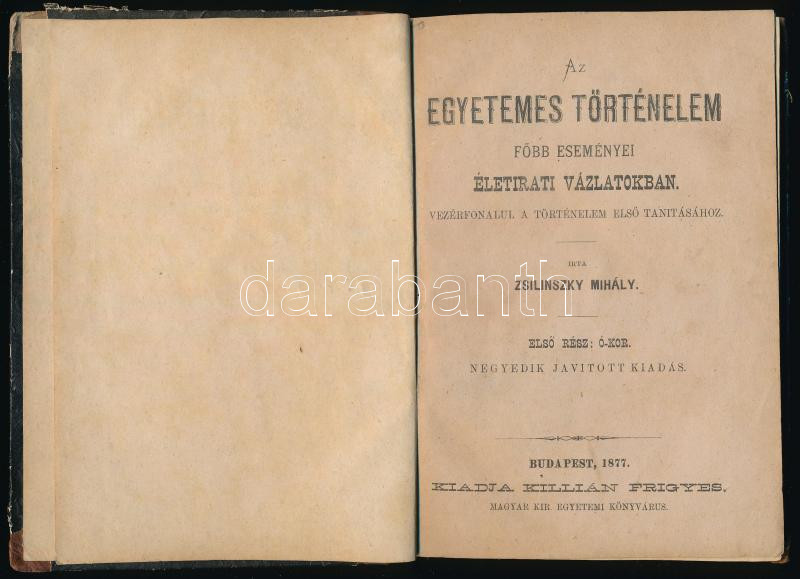 Az
EGYETEMES TÖRTÉNELEM
FŐBB ESEMÉNYEI
ÉLETIRATI VÁZLATOKBAN.
VEZÉRFONALUL A TÖRTÉNELEM ELSŐ TANITÁSÁHOZ.
IRTA
ZSILINSZKY MIHÁLY.
darabanth
ELSŐ RÉSZ: Ó-KOR.
NEGYEDIK JAVITOTT KIADÁS.
BUDAPEST, 1877.
KIADJA KILLIÁN FRIGYES,
MAGYAR KIR. EGYETEMI KÖNYVÁRUS.